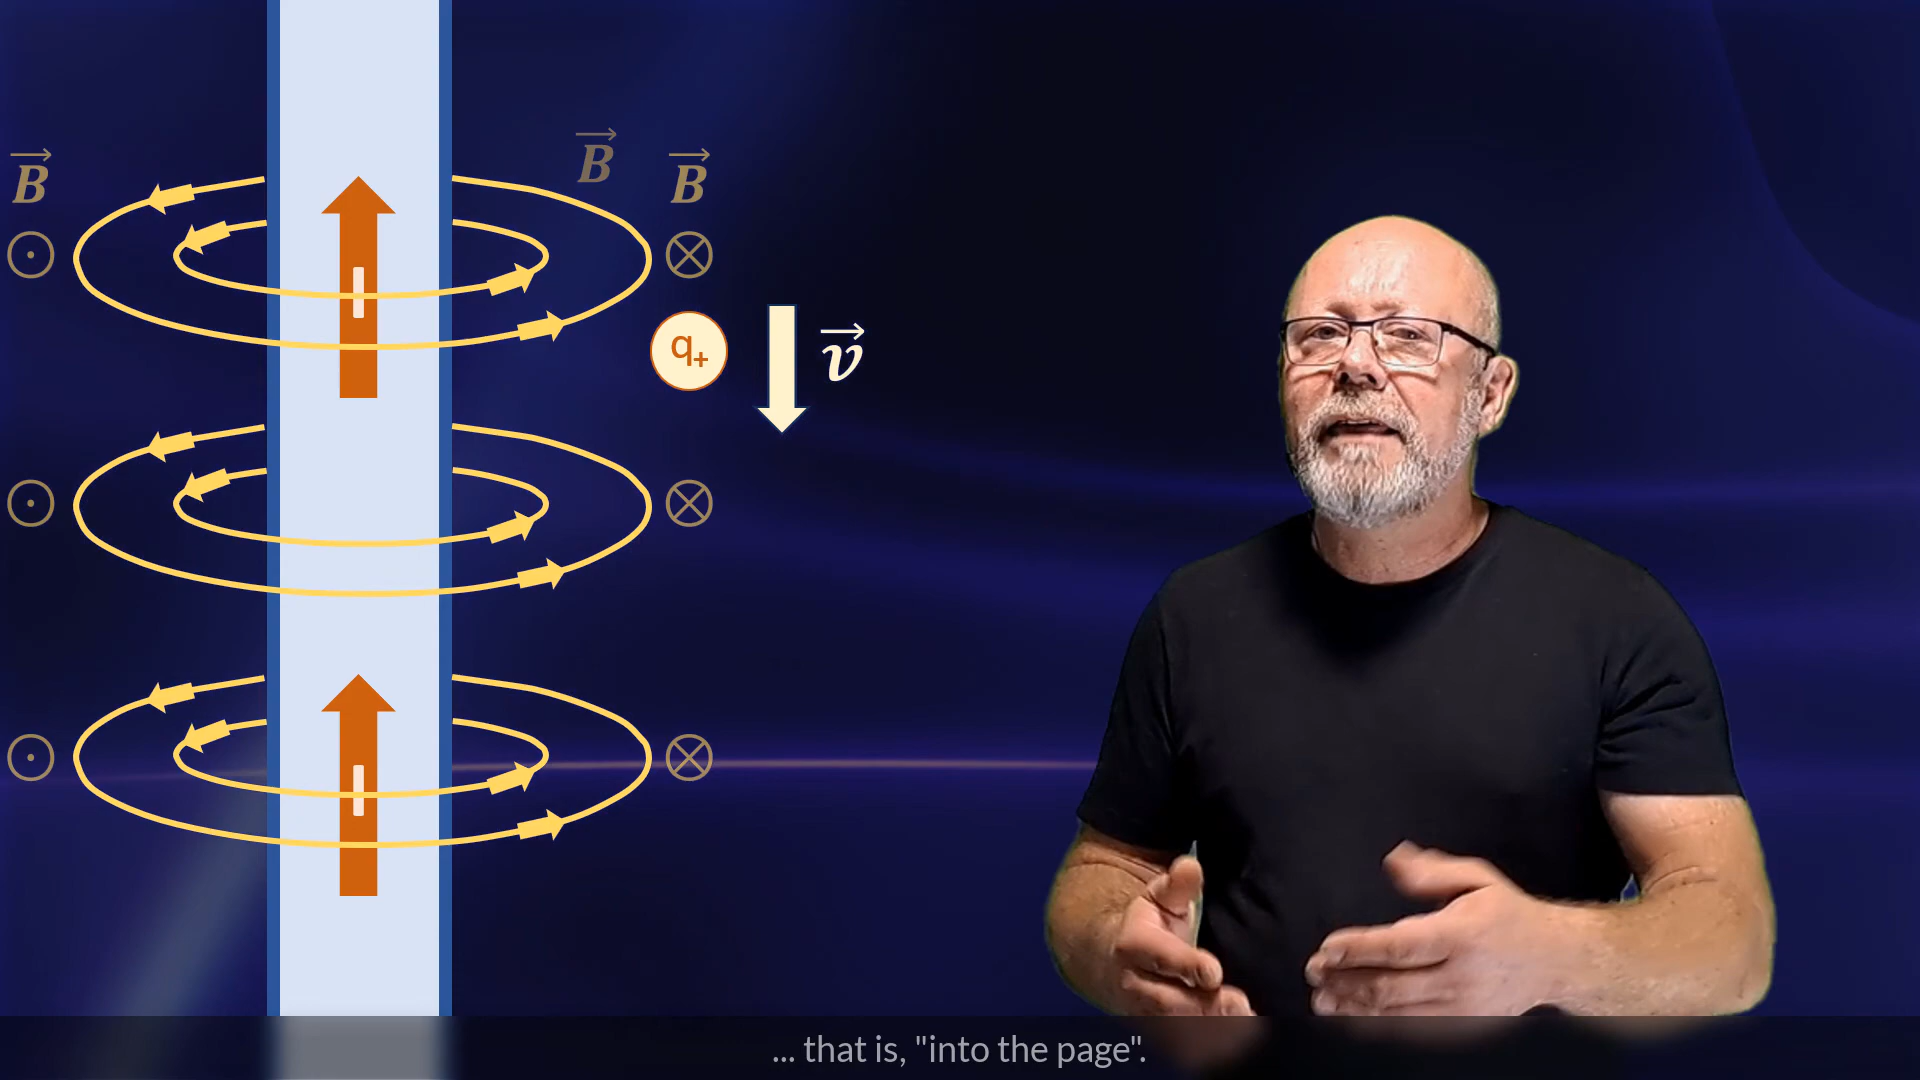 B
B
B
I
q+
v
I
... that is, "into the page".